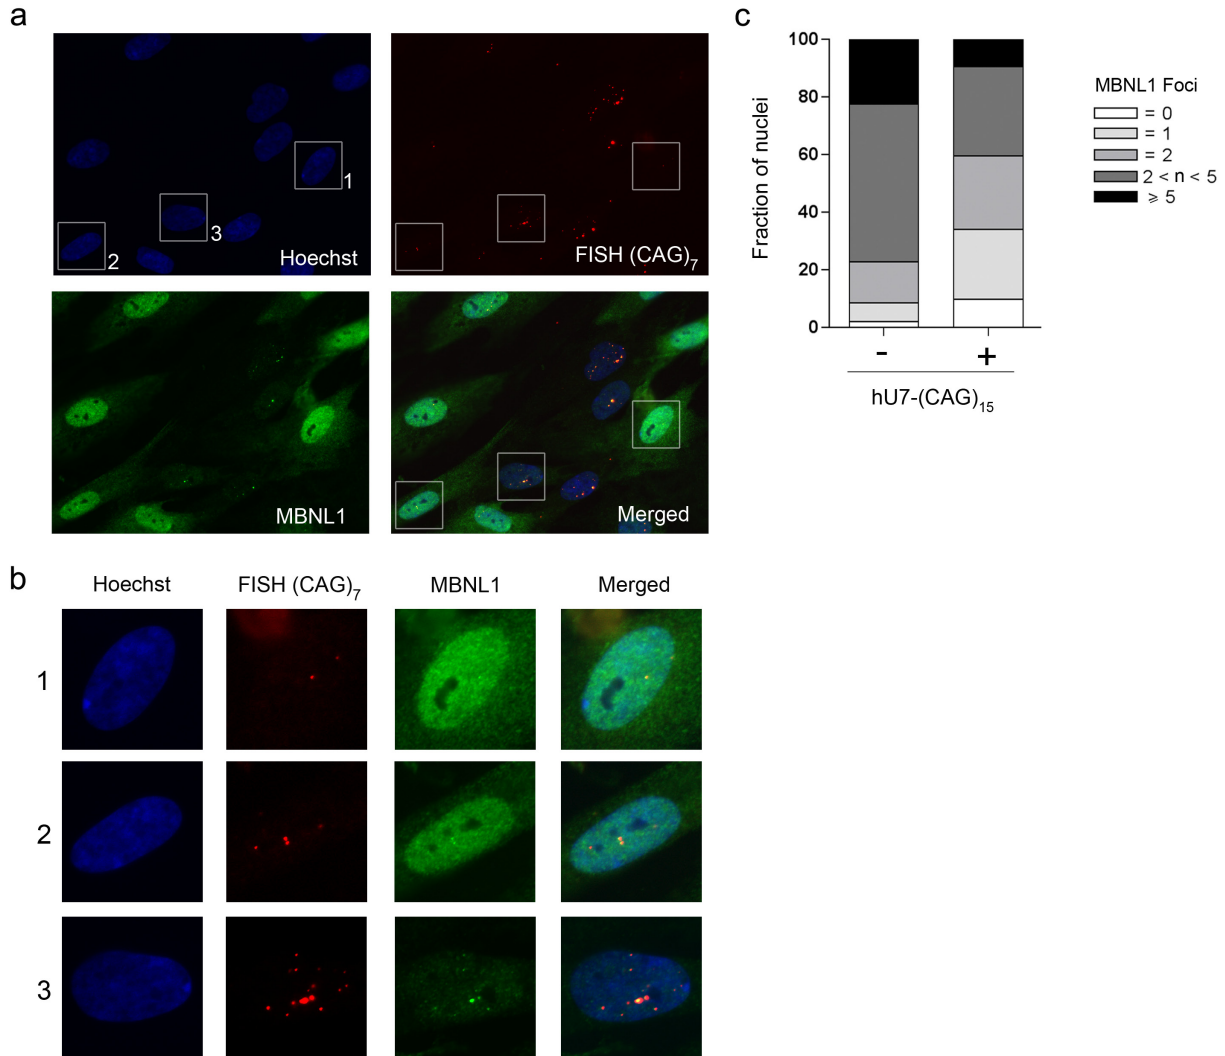 a
1
2
3
Hoechst
FISH (CAG)7
MBNL1
Merged
b
Hoechst FISH (CAG)7 MBNL1 Merged
1
2
3
c
Fraction of nuclei
100
80
60
40
20
0
- +
hU7-(CAG)15
MBNL1 Foci
= 0
= 1
= 2
2 < n < 5
⩾ 5